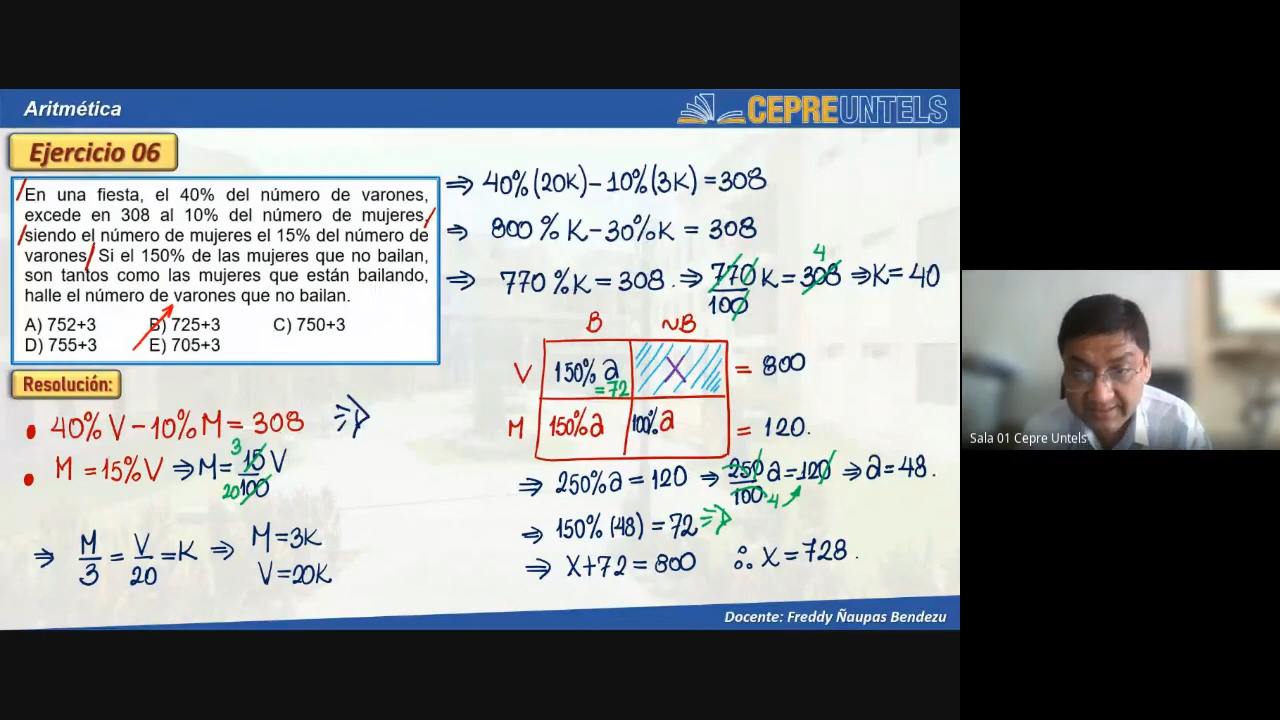 Aritmética
CEPREUNTELS
Ejercicio 06
En una fiesta, el 40% del número de varones,
excede en 308 al 10% del número de mujeres,
siendo el número de mujeres el 15% del número de
varones. Si el 150% de las mujeres que no bailan,
son tantos como las mujeres que están bailando,
halle el número de varones que no bailan.
A) 752+3 B) 725+3 C) 750+3
D) 755+3 E) 705+3
Resolución:
• 40% V - 10% M = 308
• M = 15% V ⇒ M = 15/100 V
3
20
⇒ M/3 = V/20 = K ⇒ M = 3K
V = 20K
⇒ 40%(20K) - 10%(3K) = 308
⇒ 800%K - 30%K = 308
⇒ 770%K = 308 ⇒ 770/100 K = 308 ⇒ K = 40
4
B ~B
V 150% a = 72 X = 800
M 150% a 100% a = 120.
⇒ 250% a = 120 ⇒ 250/100 a = 120 ⇒ a = 48.
4
⇒ 150% (48) = 72
⇒ X + 72 = 800 ∴ X = 728.
Docente: Freddy Ñaupas Bendezu
Sala 01 Cepre Untels